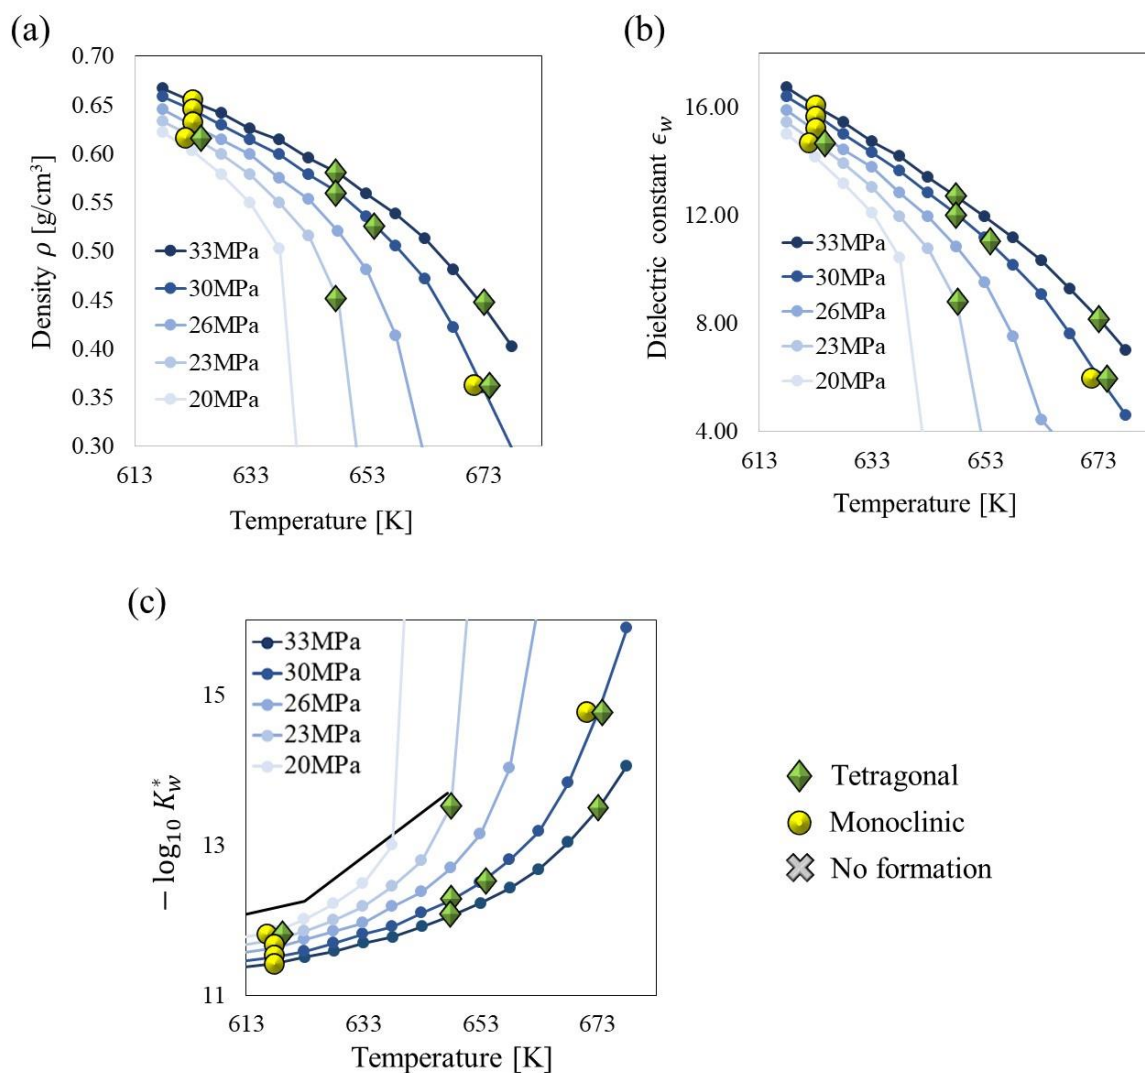 (a)
0.70
0.65
0.60
0.55
0.50
0.45
0.40
0.35
0.30
Density ρ [g/cm³]
33MPa
30MPa
26MPa
23MPa
20MPa
613
633
653
673
Temperature [K]
(b)
16.00
12.00
8.00
4.00
Dielectric constant ϵ_w
33MPa
30MPa
26MPa
23MPa
20MPa
613
633
653
673
Temperature [K]
(c)
15
13
11
− log₁₀ K_w^*
33MPa
30MPa
26MPa
23MPa
20MPa
613
633
653
673
Temperature [K]
Tetragonal
Monoclinic
No formation